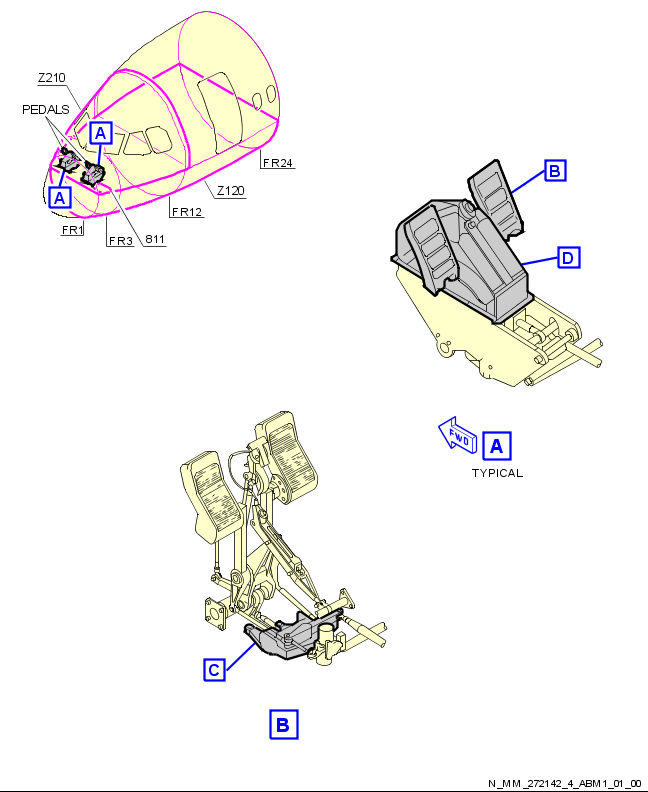 Z210
PEDALS
A
A
FR24
Z120
FR12
FR1
FR3
811
B
D
FWD
A
TYPICAL
C
B
N_MM_272142_4_ABM1_01_00